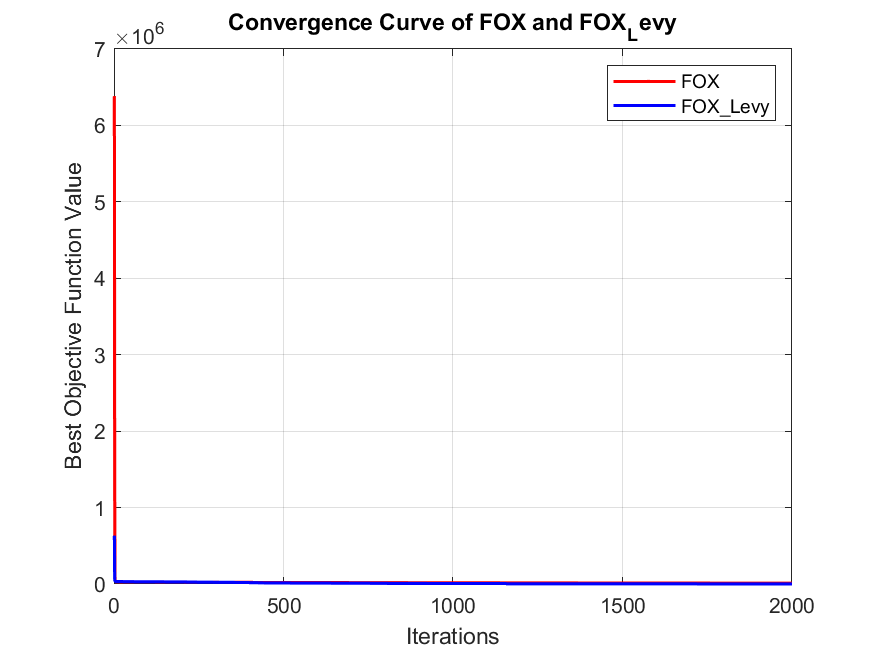 Convergence Curve of FOX and FOX_Levy
×10^6
7
6
5
4
3
2
1
0
Best Objective Function Value
FOX
FOX_Levy
0 500 1000 1500 2000
Iterations